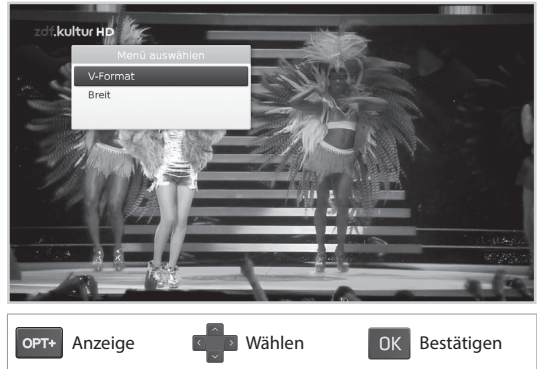 zdf.kultur HD
Menü auswählen
V-Format
Breit
OPT+ Anzeige
Wählen
OK Bestätigen